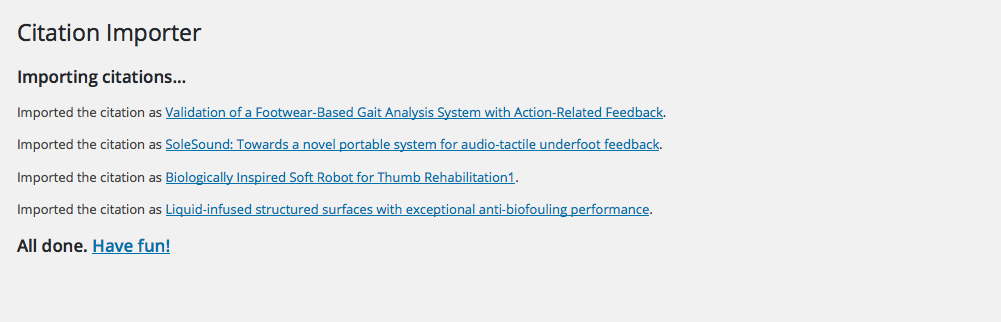 Citation Importer
Importing citations...
Imported the citation as Validation of a Footwear-Based Gait Analysis System with Action-Related Feedback.
Imported the citation as SoleSound: Towards a novel portable system for audio-tactile underfoot feedback.
Imported the citation as Biologically Inspired Soft Robot for Thumb Rehabilitation1.
Imported the citation as Liquid-infused structured surfaces with exceptional anti-biofouling performance.
All done. Have fun!